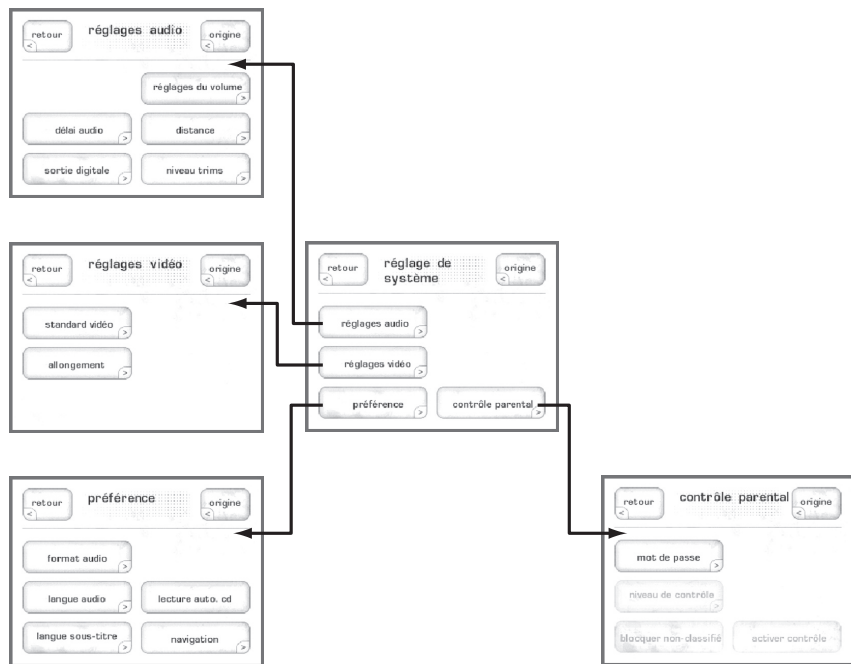 retour
réglages audio
origine
réglages du volume
délai audio
distance
sortie digitale
niveau trims
retour
réglages vidéo
origine
standard vidéo
allongement
retour
réglage de
système
origine
réglages audio
réglages vidéo
préférence
contrôle parental
retour
préférence
origine
format audio
langue audio
lecture auto. cd
langue sous-titre
navigation
retour
contrôle parental
origine
mot de passe
niveau de contrôle
blocquer non-classifié
activer contrôle